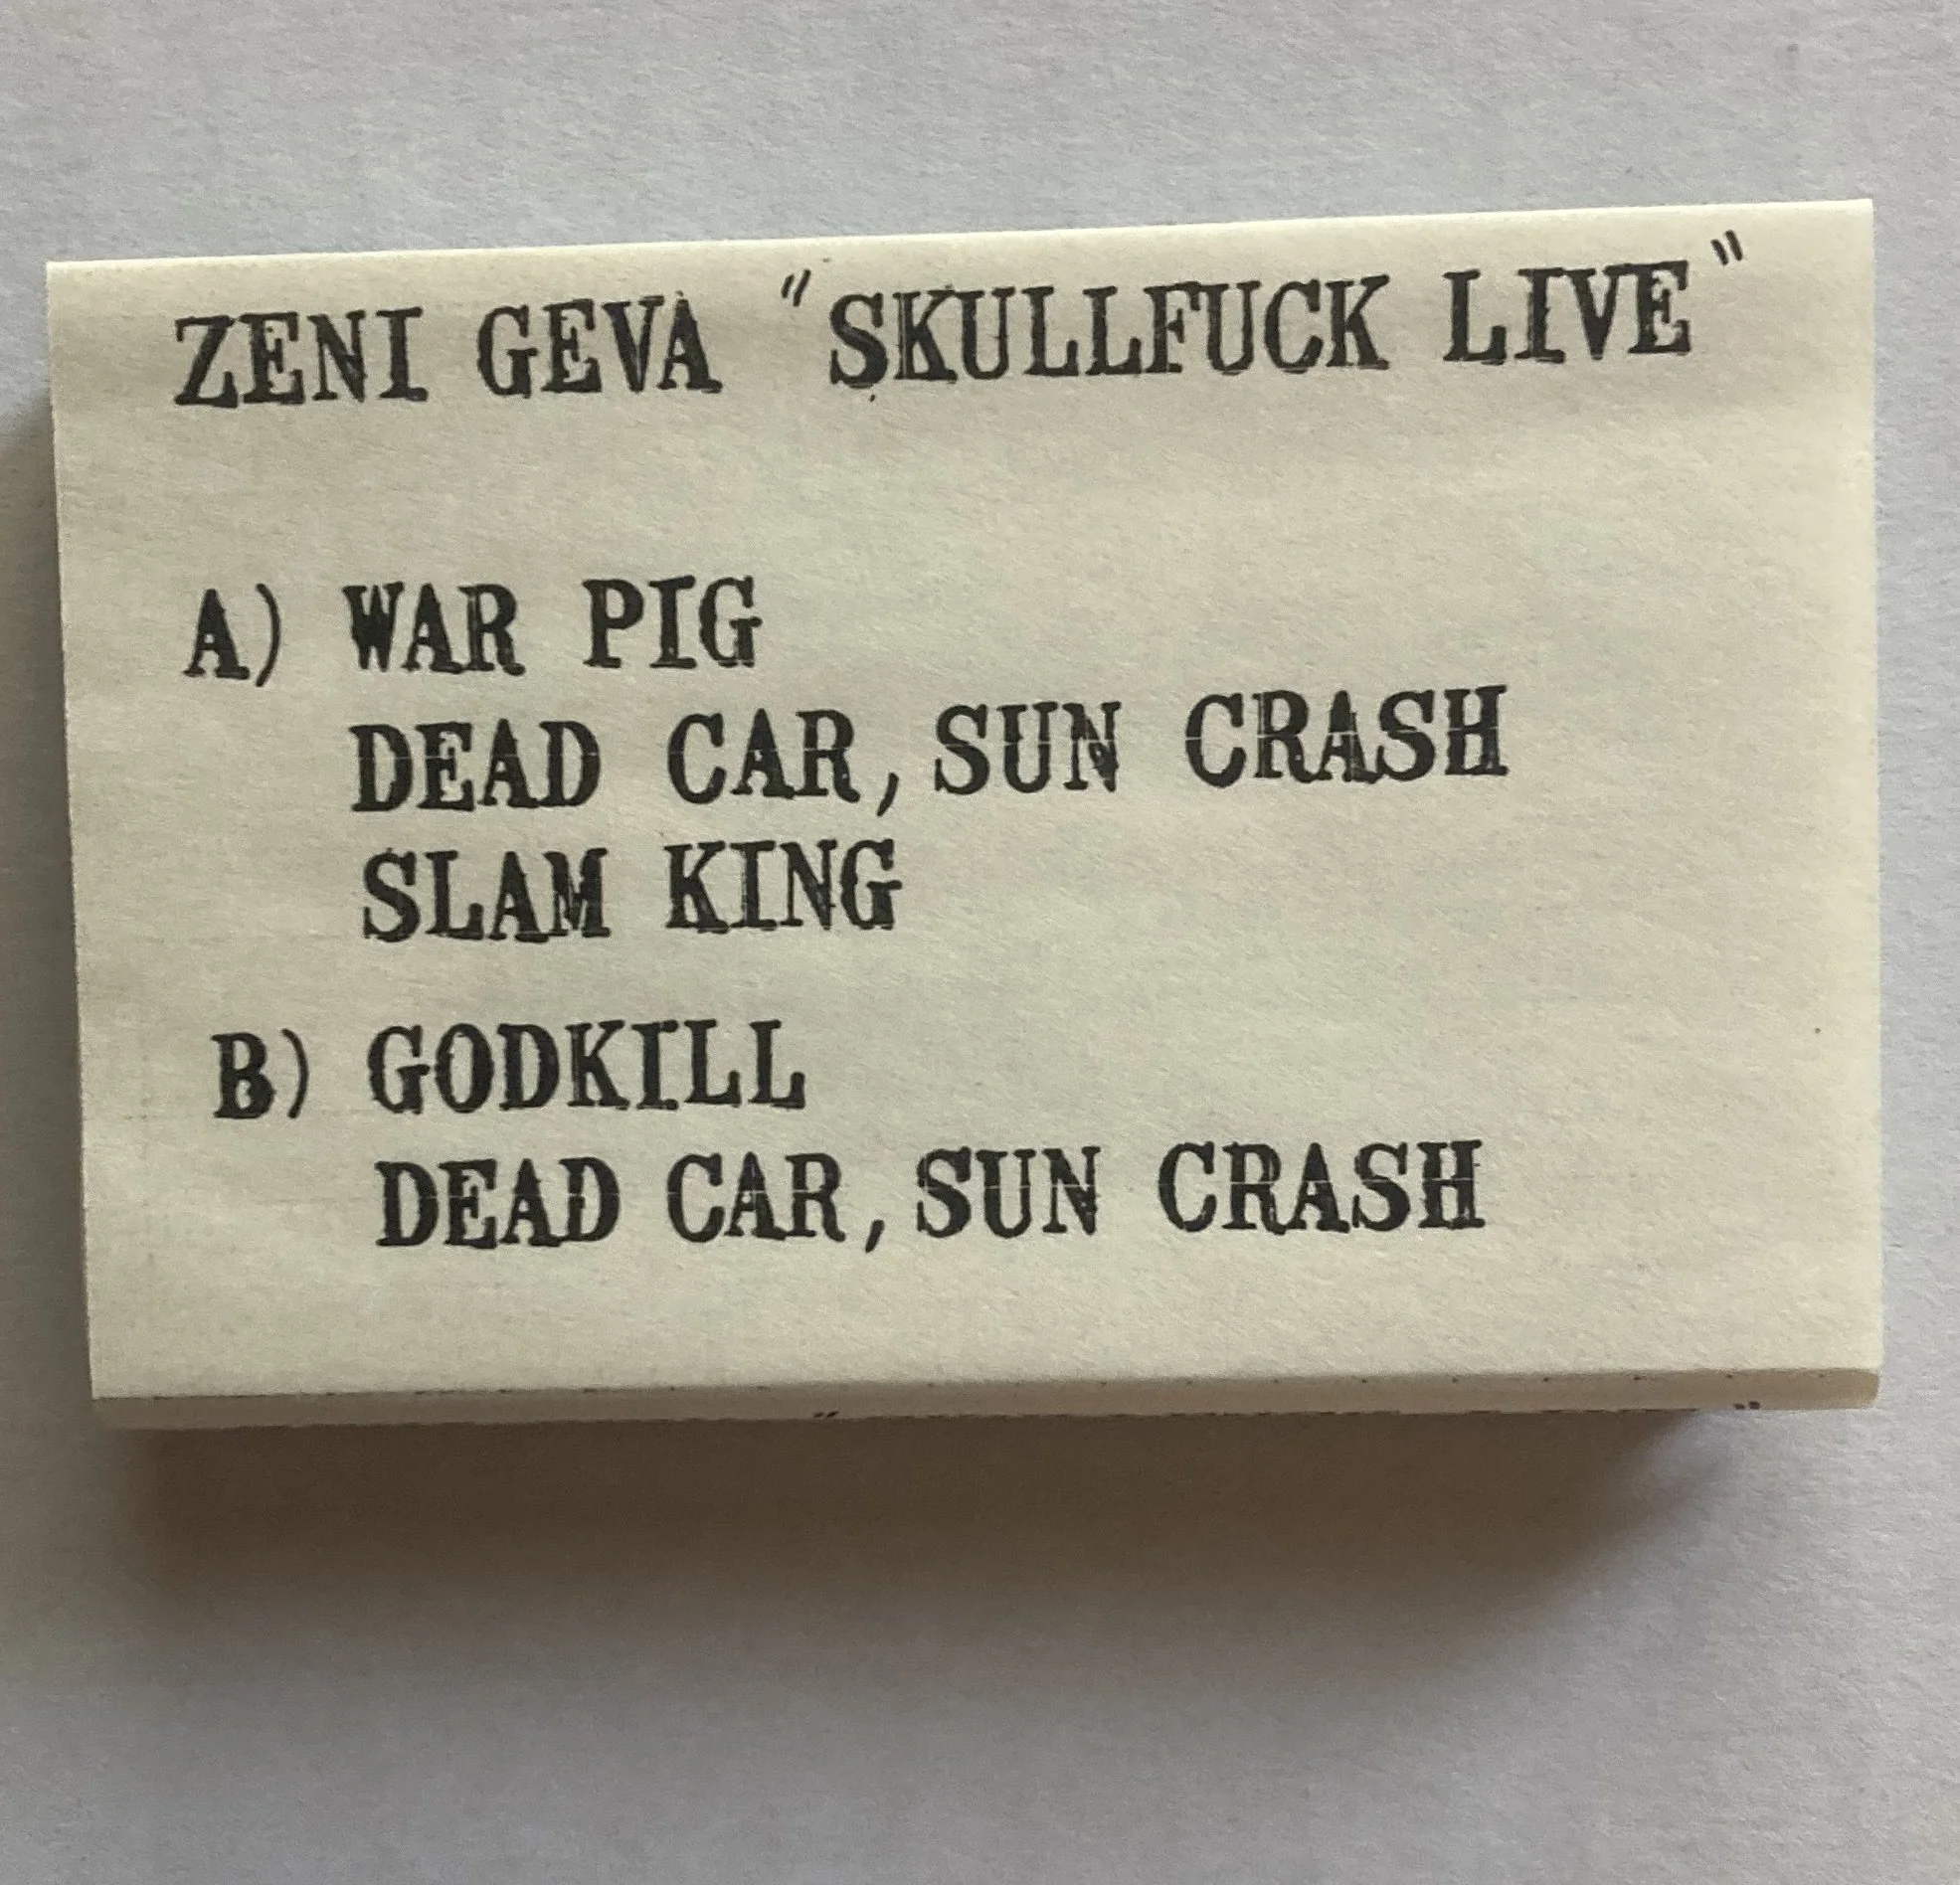 ZENI GEVA "SKULLFUCK LIVE"
A) WAR PIG
DEAD CAR, SUN CRASH
SLAM KING
B) GODKILL
DEAD CAR, SUN CRASH